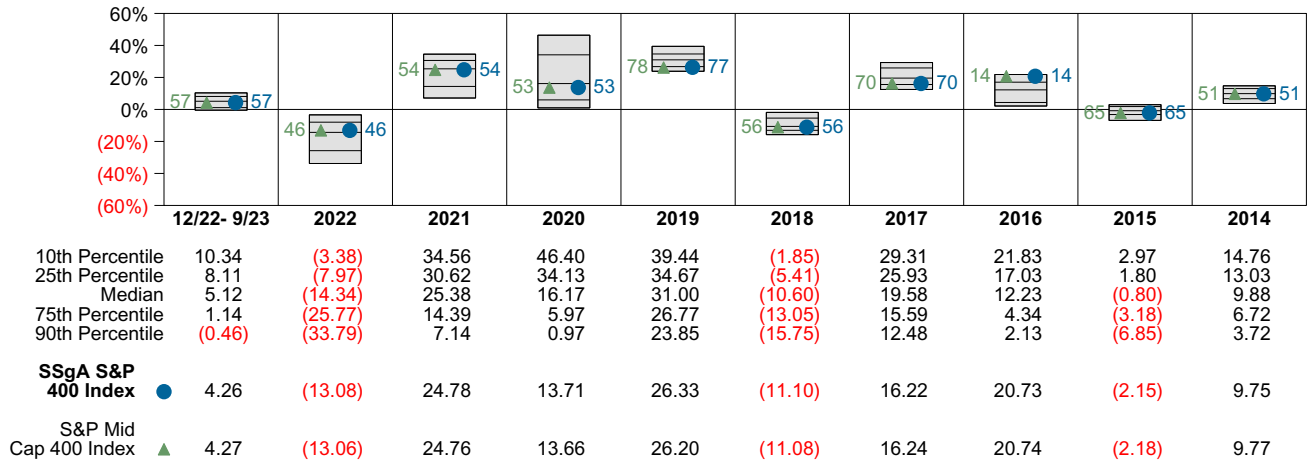 60%
40%
20%
0%
(20%)
(40%)
(60%)
57 57
46 46
54 54
53 53
78 77
56 56
70 70
14 14
65 65
51 51
12/22- 9/23 2022 2021 2020 2019 2018 2017 2016 2015 2014
10th Percentile 10.34 (3.38) 34.56 46.40 39.44 (1.85) 29.31 21.83 2.97 14.76
25th Percentile 8.11 (7.97) 30.62 34.13 34.67 (5.41) 25.93 17.03 1.80 13.03
Median 5.12 (14.34) 25.38 16.17 31.00 (10.60) 19.58 12.23 (0.80) 9.88
75th Percentile 1.14 (25.77) 14.39 5.97 26.77 (13.05) 15.59 4.34 (3.18) 6.72
90th Percentile (0.46) (33.79) 7.14 0.97 23.85 (15.75) 12.48 2.13 (6.85) 3.72
SSgA S&P
400 Index 4.26 (13.08) 24.78 13.71 26.33 (11.10) 16.22 20.73 (2.15) 9.75
S&P Mid
Cap 400 Index 4.27 (13.06) 24.76 13.66 26.20 (11.08) 16.24 20.74 (2.18) 9.77